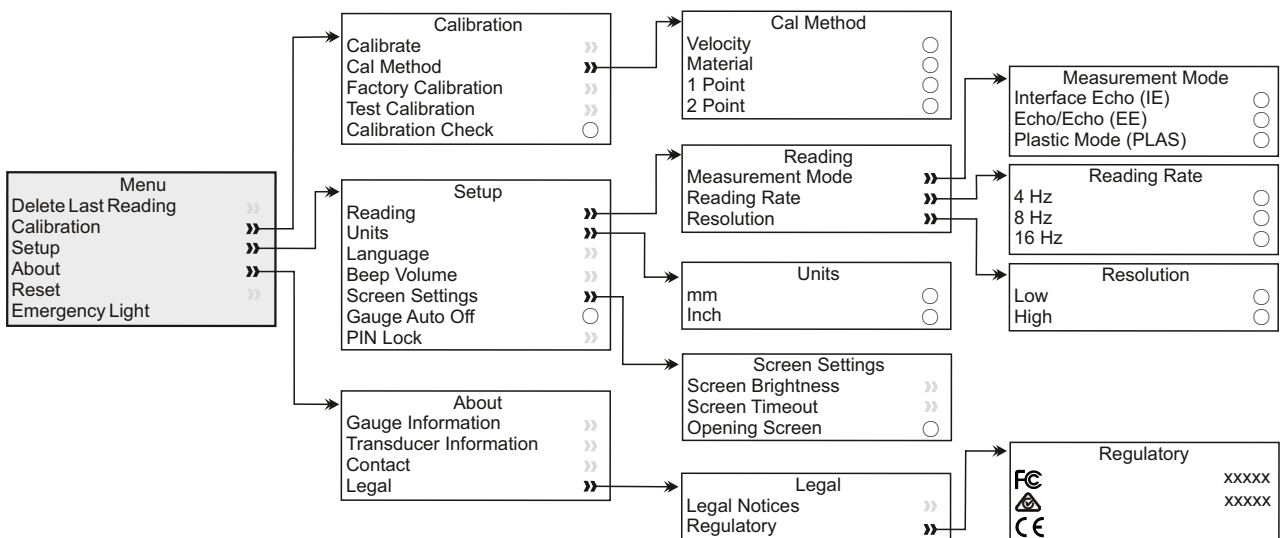 Menu
Delete Last Reading
Calibration
Setup
About
Reset
Emergency Light
Calibration
Calibrate
Cal Method
Factory Calibration
Test Calibration
Calibration Check
Setup
Reading
Units
Language
Beep Volume
Screen Settings
Gauge Auto Off
PIN Lock
About
Gauge Information
Transducer Information
Contact
Legal
Cal Method
Velocity
Material
1 Point
2 Point
Reading
Measurement Mode
Reading Rate
Resolution
Units
mm
Inch
Screen Settings
Screen Brightness
Screen Timeout
Opening Screen
Legal
Legal Notices
Regulatory
Measurement Mode
Interface Echo (IE)
Echo/Echo (EE)
Plastic Mode (PLAS)
Reading Rate
4 Hz
8 Hz
16 Hz
Resolution
Low
High
Regulatory
FC xxxxx
xxxxx
CE